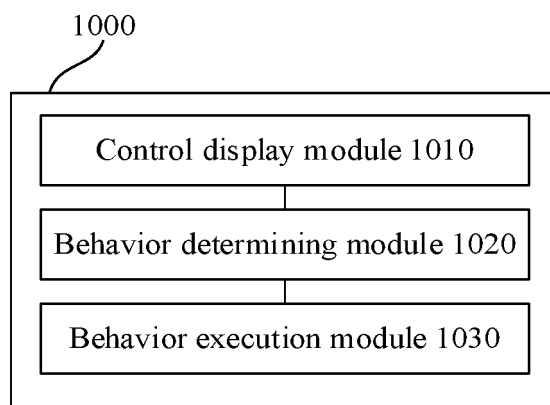 1000
Control display module 1010
Behavior determining module 1020
Behavior execution module 1030